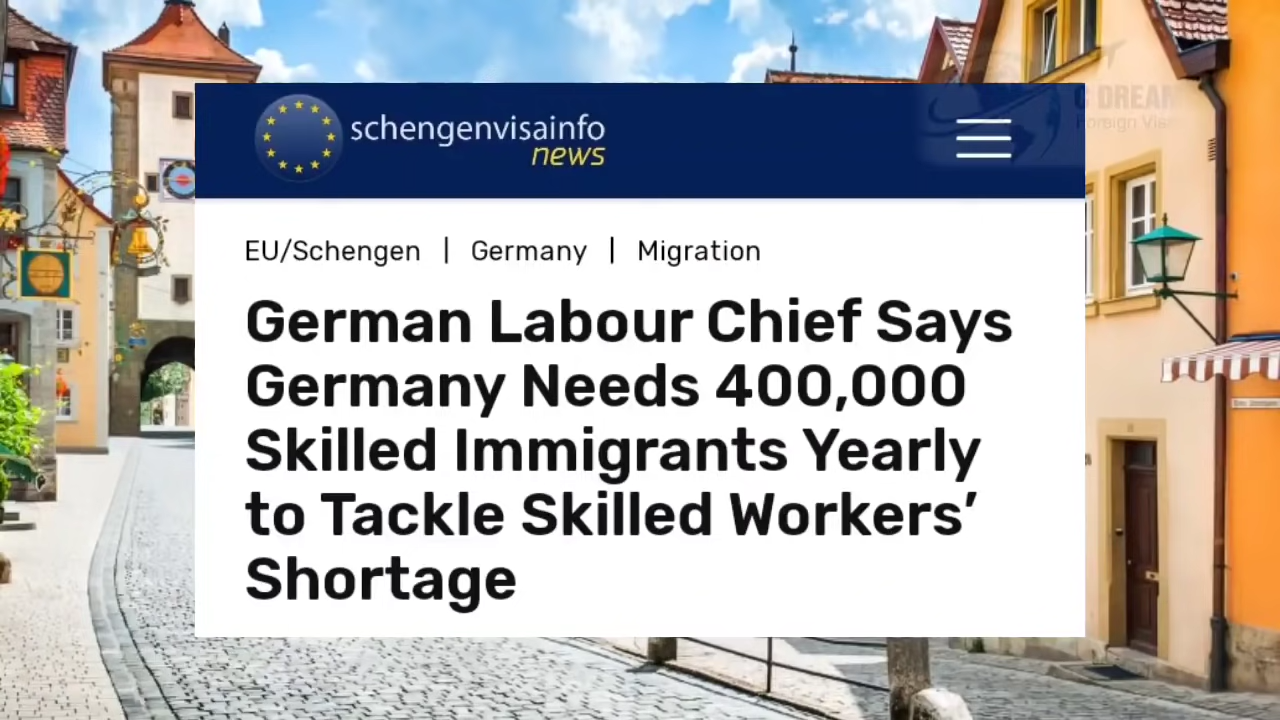 schengenvisainfo
news
EU/Schengen | Germany | Migration
German Labour Chief Says
Germany Needs 400,000
Skilled Immigrants Yearly
to Tackle Skilled Workers’
Shortage